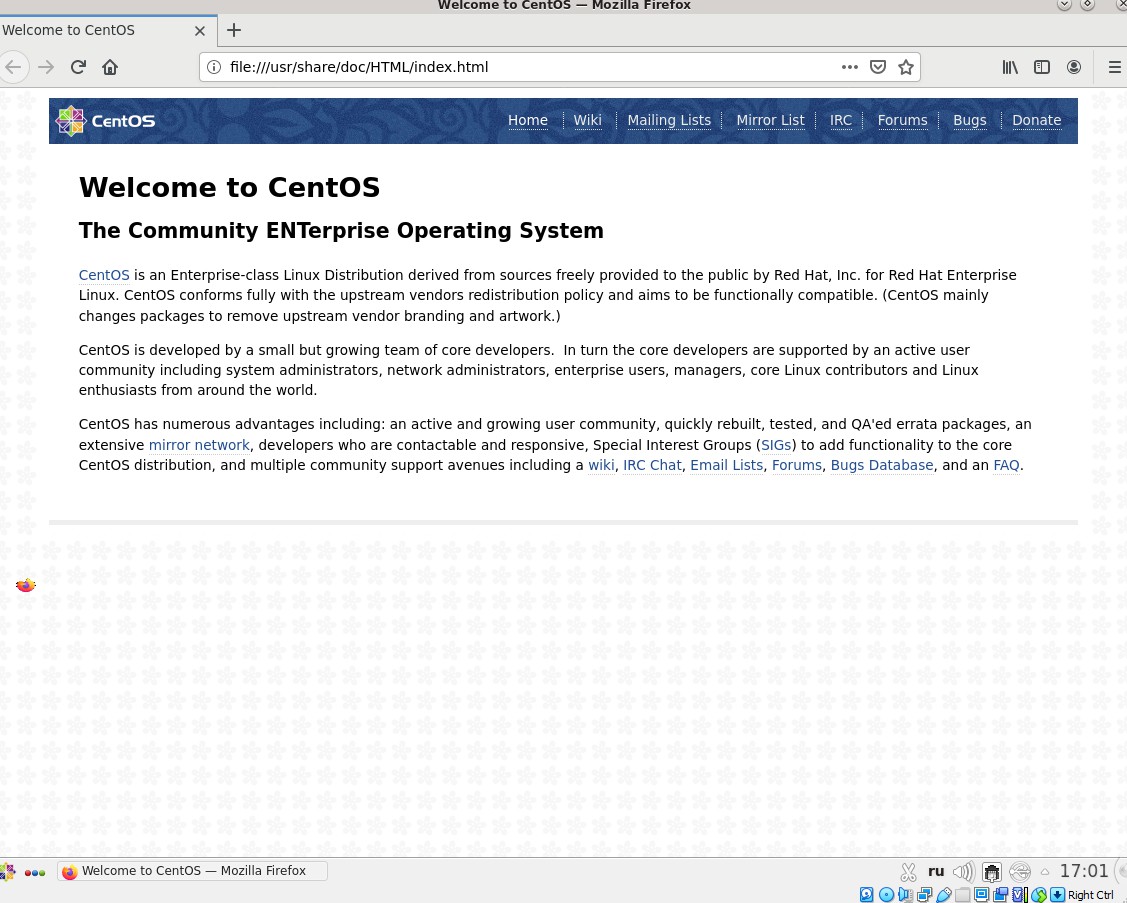 Welcome to CentOS — Mozilla Firefox
Welcome to CentOS
file:///usr/share/doc/HTML/index.html
CentOS
Home Wiki Mailing Lists Mirror List IRC Forums Bugs Donate
Welcome to CentOS
The Community ENTerprise Operating System
CentOS is an Enterprise-class Linux Distribution derived from sources freely provided to the public by Red Hat, Inc. for Red Hat Enterprise
Linux. CentOS conforms fully with the upstream vendors redistribution policy and aims to be functionally compatible. (CentOS mainly
changes packages to remove upstream vendor branding and artwork.)
CentOS is developed by a small but growing team of core developers.  In turn the core developers are supported by an active user
community including system administrators, network administrators, enterprise users, managers, core Linux contributors and Linux
enthusiasts from around the world.
CentOS has numerous advantages including: an active and growing user community, quickly rebuilt, tested, and QA'ed errata packages, an
extensive mirror network, developers who are contactable and responsive, Special Interest Groups (SIGs) to add functionality to the core
CentOS distribution, and multiple community support avenues including a wiki, IRC Chat, Email Lists, Forums, Bugs Database, and an FAQ.
Welcome to CentOS — Mozilla Firefox
ru
17:01
Right Ctrl